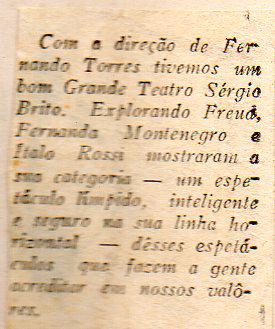 Com a direção de Fer-
nando Torres tivemos um
bom Grande Teatro Sérgio
Brito. Explorando Freud,
Fernanda Montenegro e
Ítalo Rossi mostraram a
sua categoria — um espe-
táculo límpido, inteligente
e seguro na sua linha ho-
rizontal — dêsses espetá-
culos que fazem a gente
acreditar em nossos valô-
res.